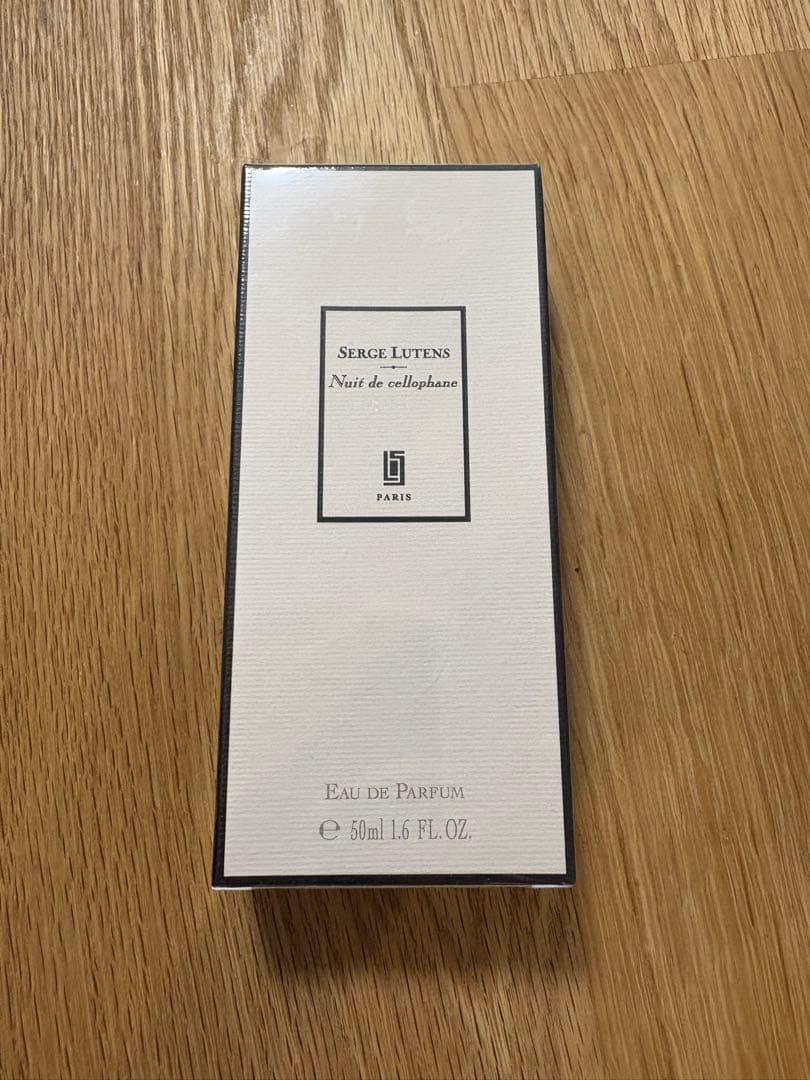 SERGE LUTENS
Nuit de cellophane
PARIS
EAU DE PARFUM
℮ 50ml 1.6 FL.OZ.